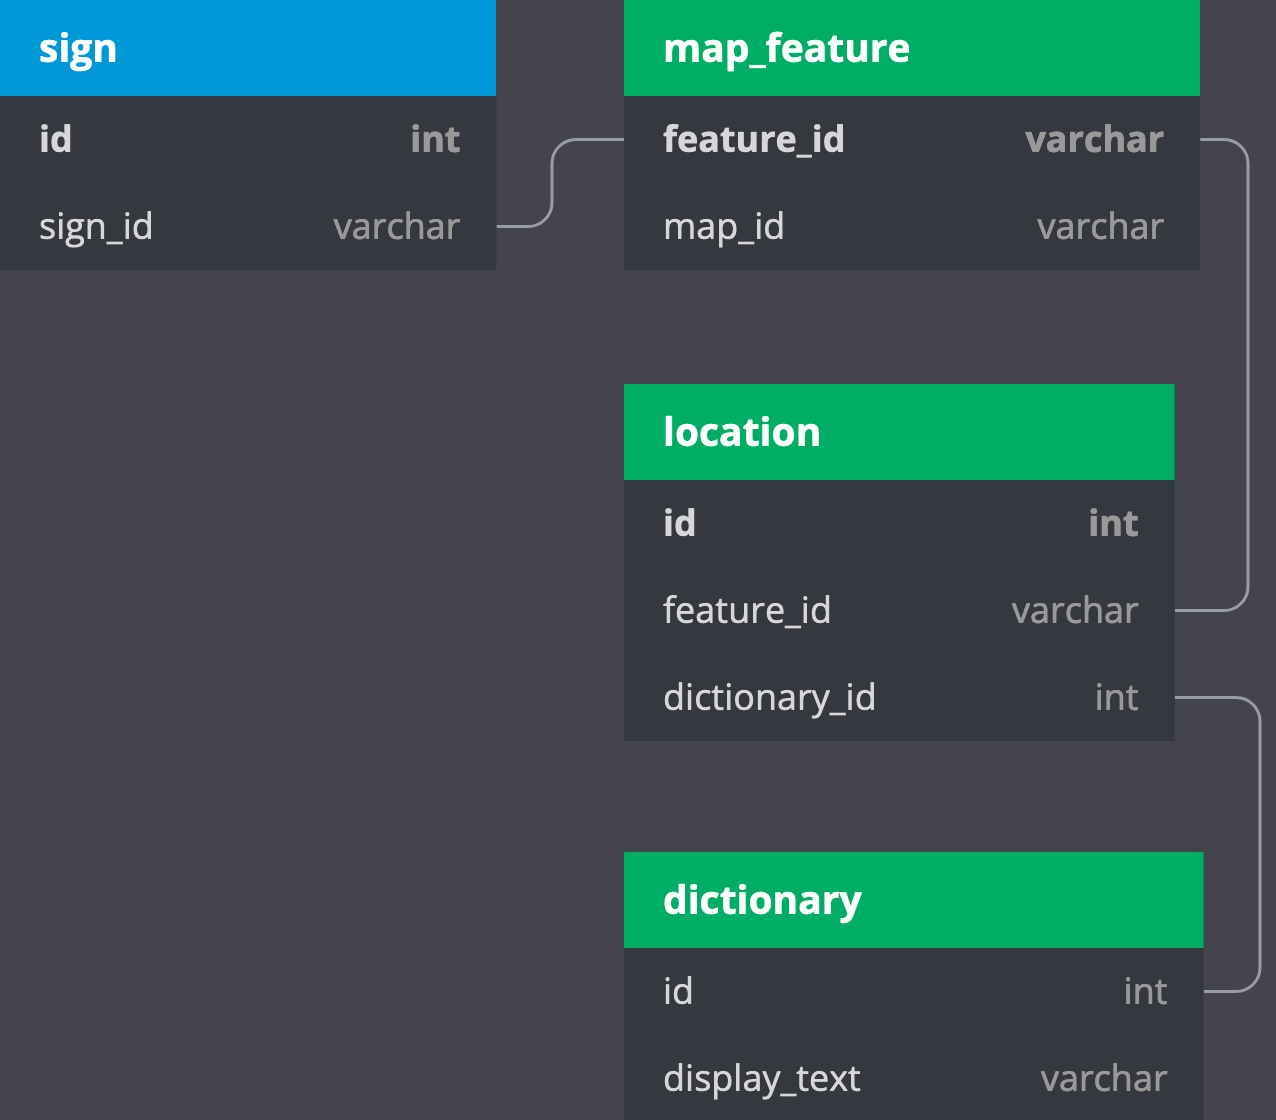 sign
id int
sign_id varchar
map_feature
feature_id varchar
map_id varchar
location
id int
feature_id varchar
dictionary_id int
dictionary
id int
display_text varchar